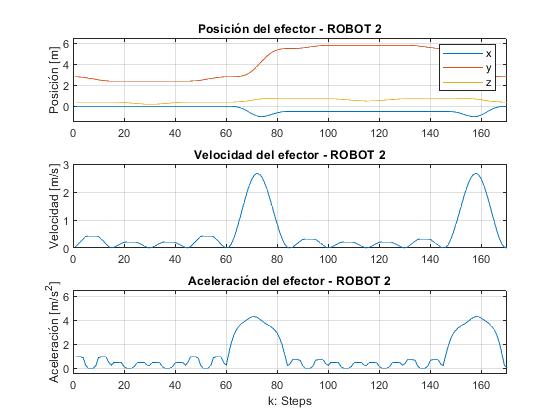 Posición del efector - ROBOT 2
Posición [m]
6
4
2
0
x
y
z
0 20 40 60 80 100 120 140 160
Velocidad del efector - ROBOT 2
Velocidad [m/s]
3
2
1
0
0 20 40 60 80 100 120 140 160
Aceleración del efector - ROBOT 2
Aceleración [m/s²]
6
4
2
0
0 20 40 60 80 100 120 140 160
k: Steps